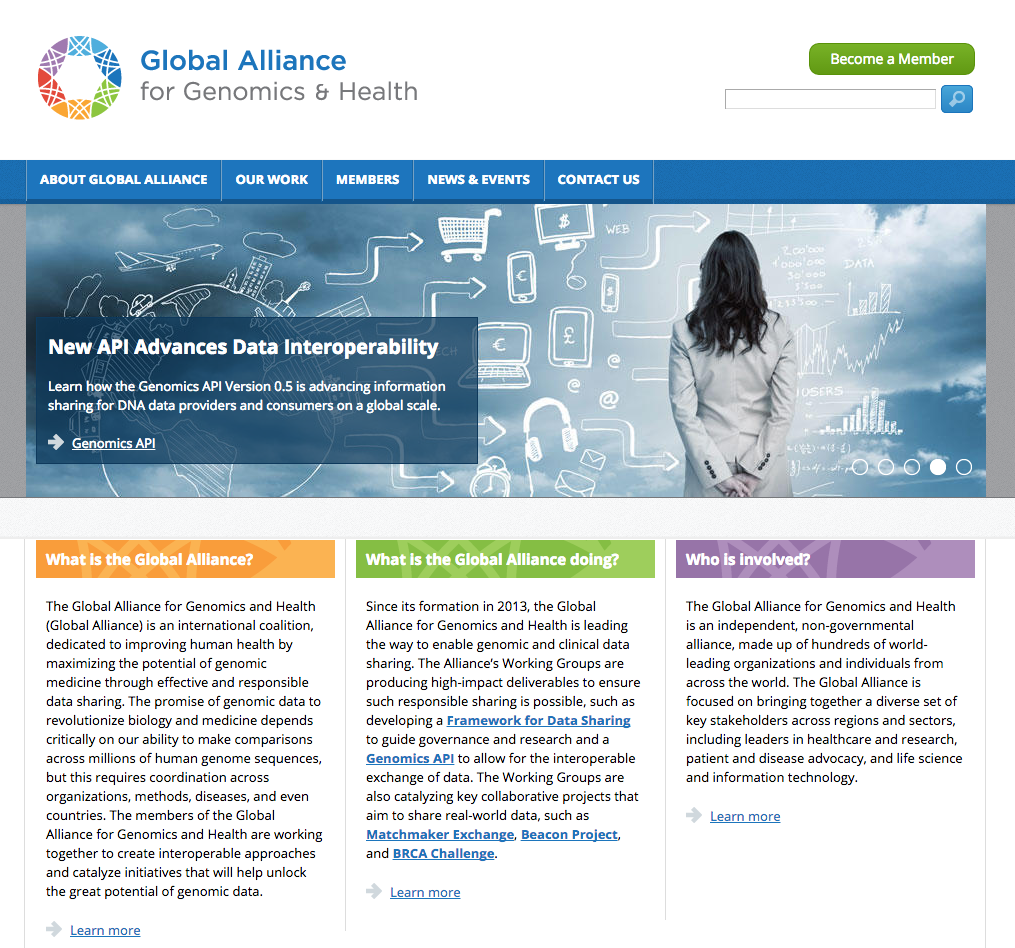 Global Alliance
for Genomics & Health
Become a Member
ABOUT GLOBAL ALLIANCE
OUR WORK
MEMBERS
NEWS & EVENTS
CONTACT US
WEB
DATA
USERS
New API Advances Data Interoperability
Learn how the Genomics API Version 0.5 is advancing information
sharing for DNA data providers and consumers on a global scale.
Genomics API
What is the Global Alliance?
The Global Alliance for Genomics and Health
(Global Alliance) is an international coalition,
dedicated to improving human health by
maximizing the potential of genomic
medicine through effective and responsible
data sharing. The promise of genomic data to
revolutionize biology and medicine depends
critically on our ability to make comparisons
across millions of human genome sequences,
but this requires coordination across
organizations, methods, diseases, and even
countries. The members of the Global
Alliance for Genomics and Health are working
together to create interoperable approaches
and catalyze initiatives that will help unlock
the great potential of genomic data.
Learn more
What is the Global Alliance doing?
Since its formation in 2013, the Global
Alliance for Genomics and Health is leading
the way to enable genomic and clinical data
sharing. The Alliance’s Working Groups are
producing high-impact deliverables to ensure
such responsible sharing is possible, such as
developing a Framework for Data Sharing
to guide governance and research and a
Genomics API to allow for the interoperable
exchange of data. The Working Groups are
also catalyzing key collaborative projects that
aim to share real-world data, such as
Matchmaker Exchange, Beacon Project,
and BRCA Challenge.
Learn more
Who is involved?
The Global Alliance for Genomics and Health
is an independent, non-governmental
alliance, made up of hundreds of world-
leading organizations and individuals from
across the world. The Global Alliance is
focused on bringing together a diverse set of
key stakeholders across regions and sectors,
including leaders in healthcare and research,
patient and disease advocacy, and life science
and information technology.
Learn more